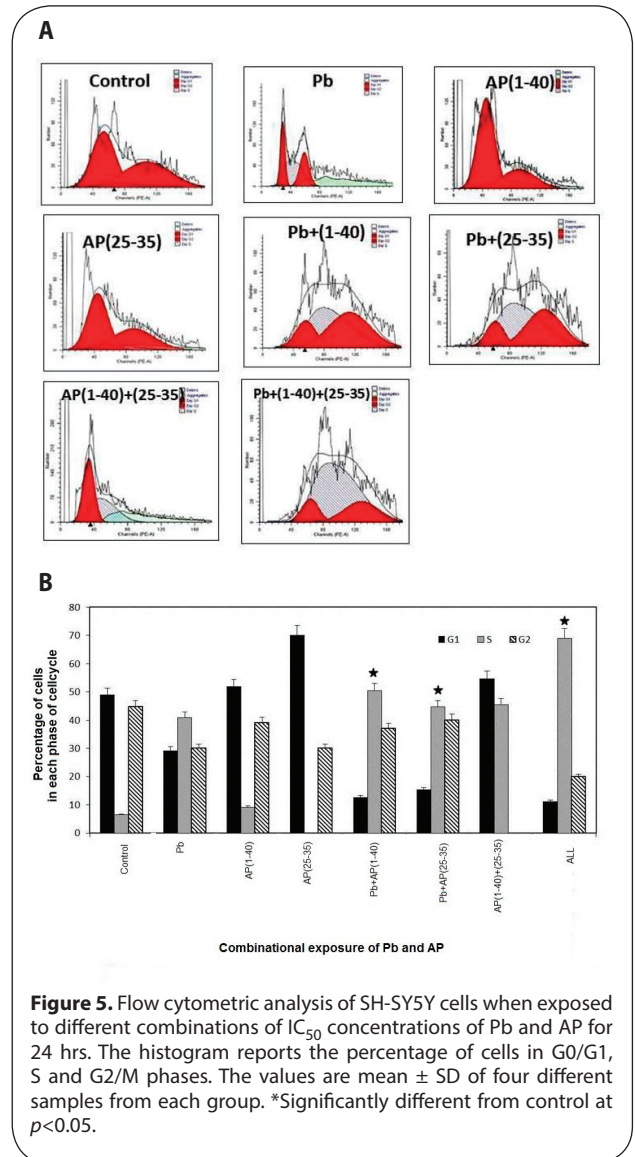 A
Control
Pb
AP(1-40)
AP(25-35)
Pb+(1-40)
Pb+(25-35)
AP(1-40)+(25-35)
Pb+(1-40)+(25-35)
Channels (PE-A)
Number
B
80
70
60
50
40
30
20
10
0
Percentage of cells
in each phase of cellcycle
G1
S
G2
★
★
★
Control
Pb
AP(1-40)
AP(25-35)
Pb+AP(1-40)
Pb+AP(25-35)
AP(1-40)+(25-35)
ALL
Combinational exposure of Pb and AP
Figure 5. Flow cytometric analysis of SH-SY5Y cells when exposed
to different combinations of IC50 concentrations of Pb and AP for
24 hrs. The histogram reports the percentage of cells in G0/G1,
S and G2/M phases. The values are mean ± SD of four different
samples from each group. *Significantly different from control at
p<0.05.